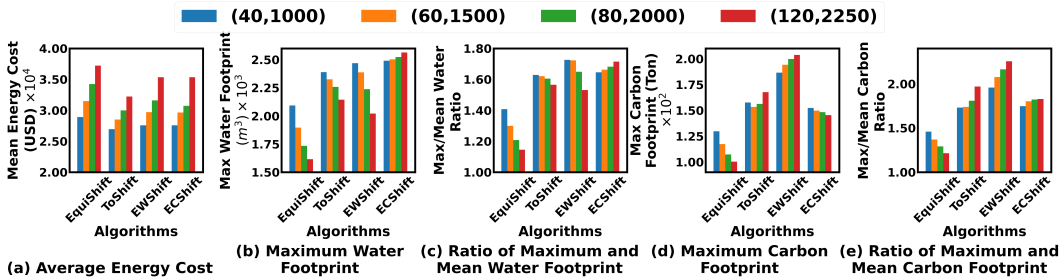 (40,1000) (60,1500) (80,2000) (120,2250)
Mean Energy Cost
(USD) ×10⁴
4.00
3.50
3.00
2.50
2.00
EquiShift ToShift EWShift ECShift
Algorithms
(a) Average Energy Cost
Max Water Footprint
(m³) × 10³
2.50
2.25
2.00
1.75
1.50
EquiShift ToShift EWShift ECShift
Algorithms
(b) Maximum Water
Footprint
Max/Mean Water
Ratio
1.80
1.60
1.40
1.20
1.00
EquiShift ToShift EWShift ECShift
Algorithms
(c) Ratio of Maximum and
Mean Water Footprint
Max Carbon
Footprint (Ton)
×10²
2.00
1.75
1.50
1.25
1.00
EquiShift ToShift EWShift ECShift
Algorithms
(d) Maximum Carbon
Footprint
Max/Mean Carbon
Ratio
2.00
1.50
1.00
EquiShift ToShift EWShift ECShift
Algorithms
(e) Ratio of Maximum and
Mean Carbon Footprint